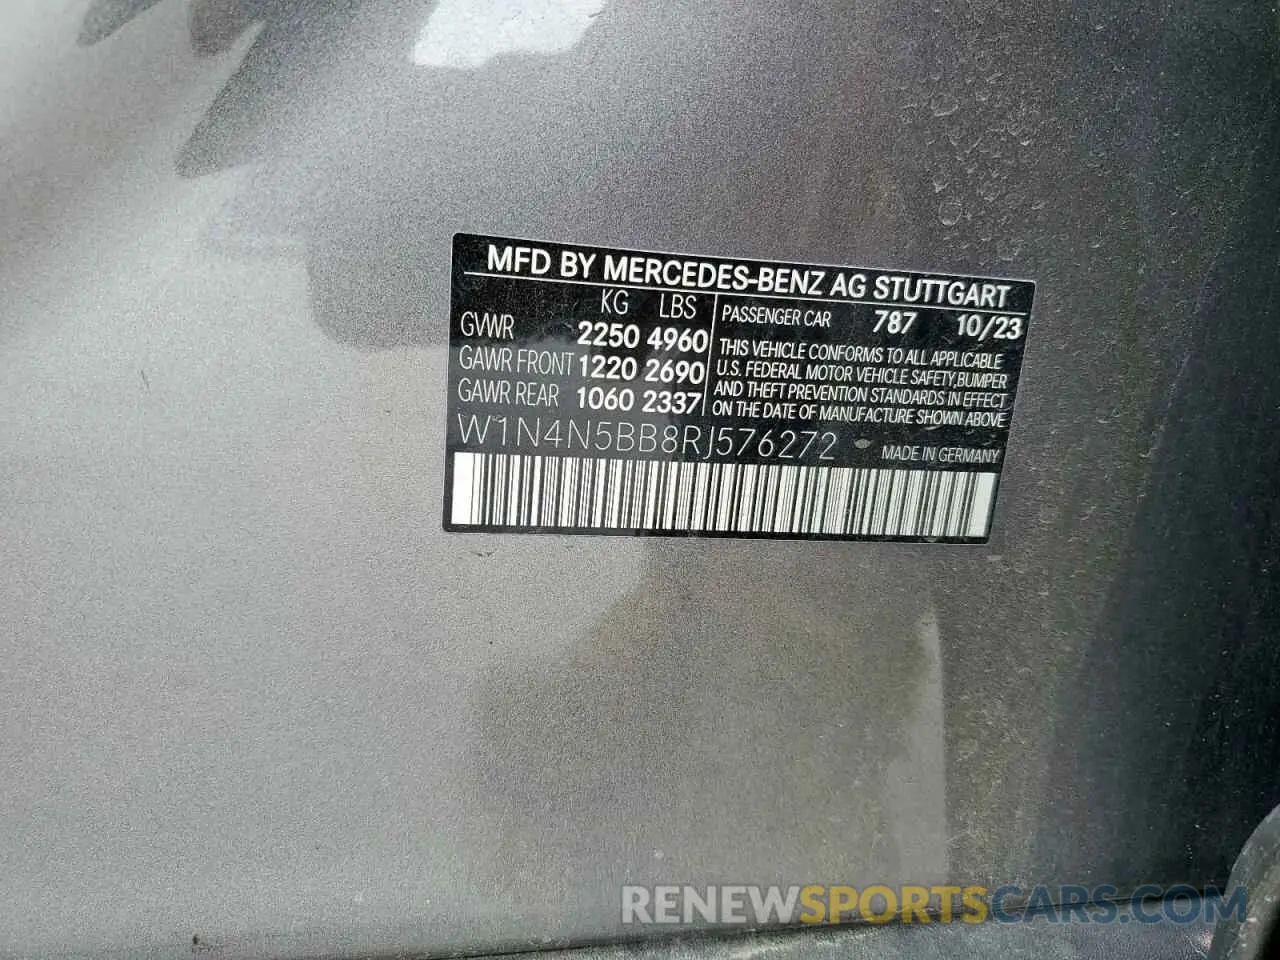 MFD BY MERCEDES-BENZ AG STUTTGART
KG LBS
GVWR 2250 4960
GAWR FRONT 1220 2690
GAWR REAR 1060 2337
PASSENGER CAR 787 10/23
THIS VEHICLE CONFORMS TO ALL APPLICABLE
U.S. FEDERAL MOTOR VEHICLE SAFETY, BUMPER
AND THEFT PREVENTION STANDARDS IN EFFECT
ON THE DATE OF MANUFACTURE SHOWN ABOVE
W1N4N5BB8RJ576272
MADE IN GERMANY
RENEWSPORTSCARS.COM